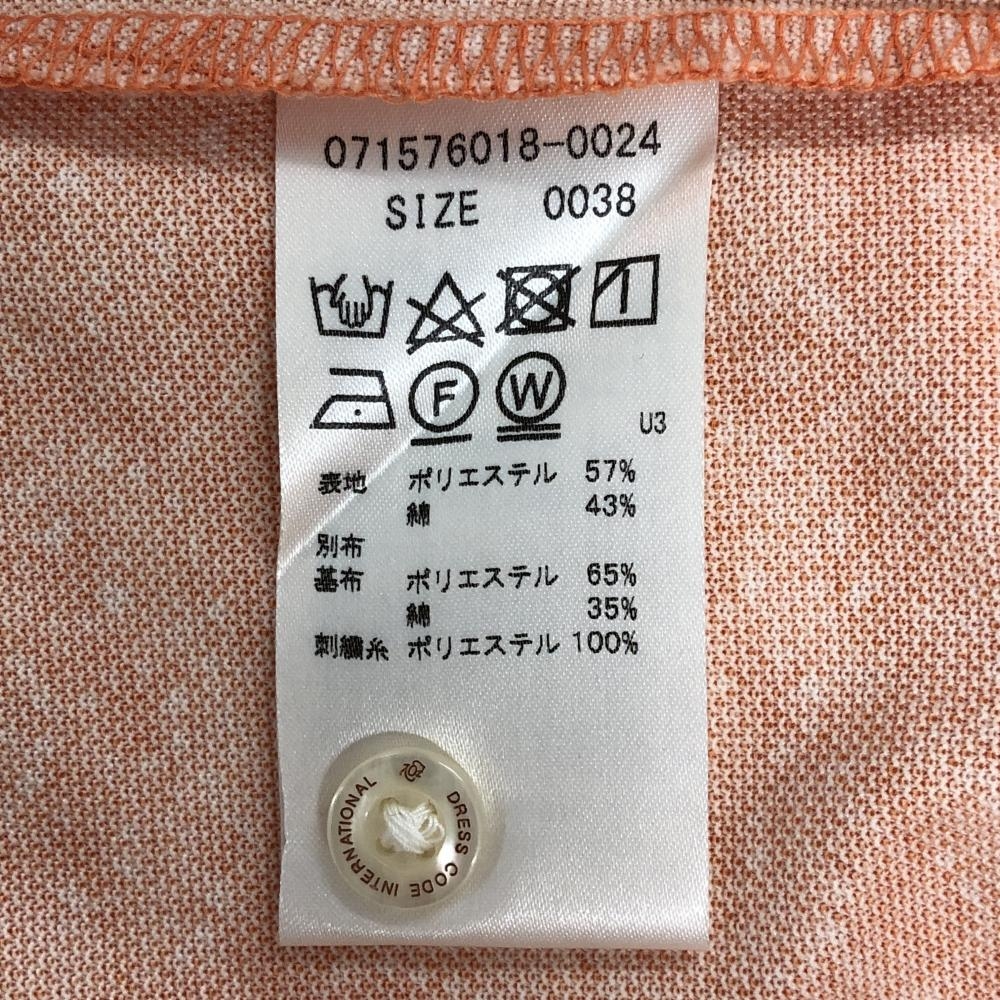 071576018-0024
SIZE 0038
F W
U3
表地 ポリエステル 57%
綿 43%
別布
基布 ポリエステル 65%
綿 35%
刺繍糸 ポリエステル 100%
DRESS CODE INTERNATIONAL